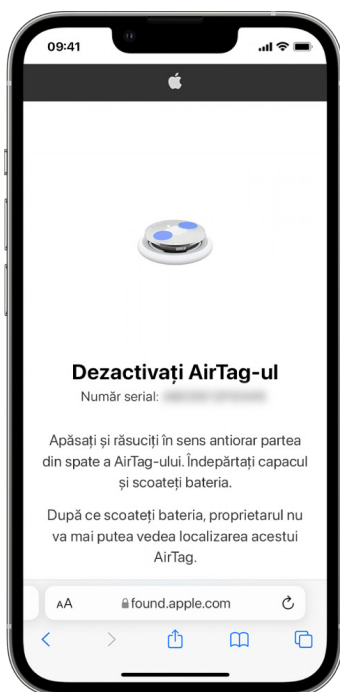 09:41
Dezactivați AirTag-ul
Număr serial:
Apăsați și răsuciți în sens antiorar partea
din spate a AirTag-ului. Îndepărtați capacul
și scoateți bateria.
După ce scoateți bateria, proprietarul nu
va mai putea vedea localizarea acestui
AirTag.
AA
found.apple.com